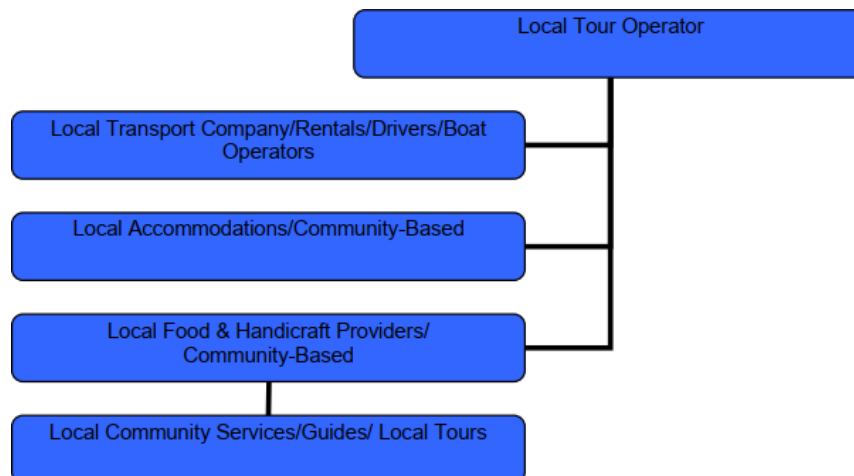 Local Tour Operator
Local Transport Company/Rentals/Drivers/Boat
Operators
Local Accommodations/Community-Based
Local Food & Handicraft Providers/
Community-Based
Local Community Services/Guides/ Local Tours